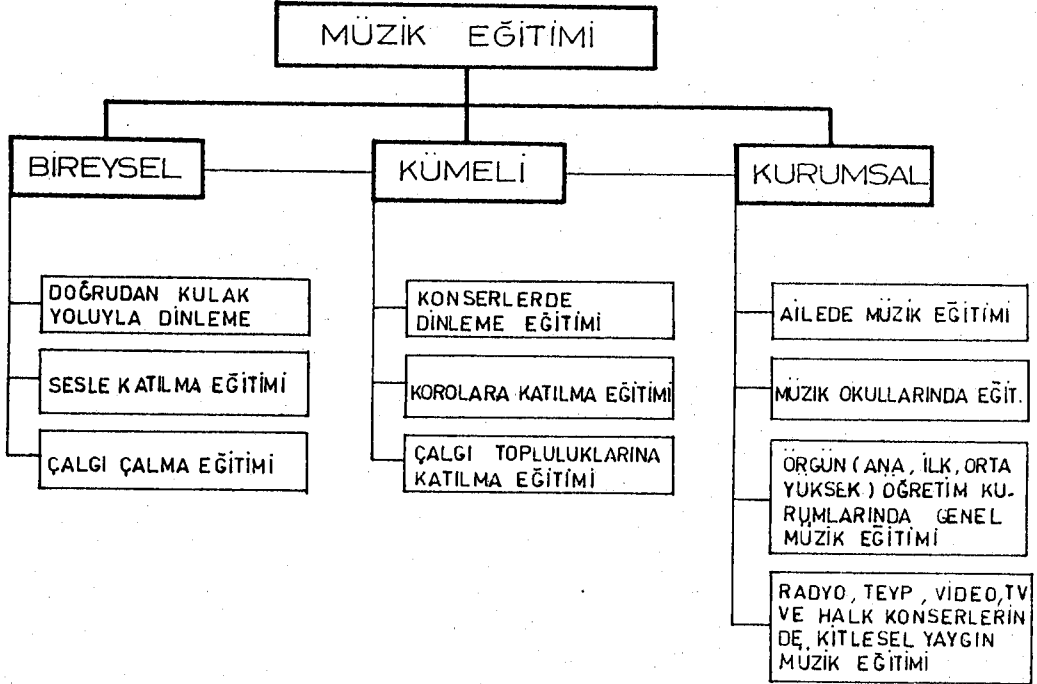 MÜZİK EĞİTİMİ
BİREYSEL
KÜMELİ
KURUMSAL
DOĞRUDAN KULAK
YOLUYLA DİNLEME
SESLE KATILMA EĞİTİMİ
ÇALGI ÇALMA EĞİTİMİ
KONSERLERDE
DİNLEME EĞİTİMİ
KOROLARA KATILMA EĞİTİMİ
ÇALGI TOPLULUKLARINA
KATILMA EĞİTİMİ
AİLEDE MÜZİK EĞİTİMİ
MÜZİK OKULLARINDA EĞİT.
ÖRGÜN (ANA, İLK, ORTA
YÜKSEK) ÖĞRETİM KU-
RUMLARINDA GENEL
MÜZİK EĞİTİMİ
RADYO, TEYP, VİDEO, TV
VE HALK KONSERLERİN
DE, KİTLESEL YAYGIN
MÜZİK EĞİTİMİ